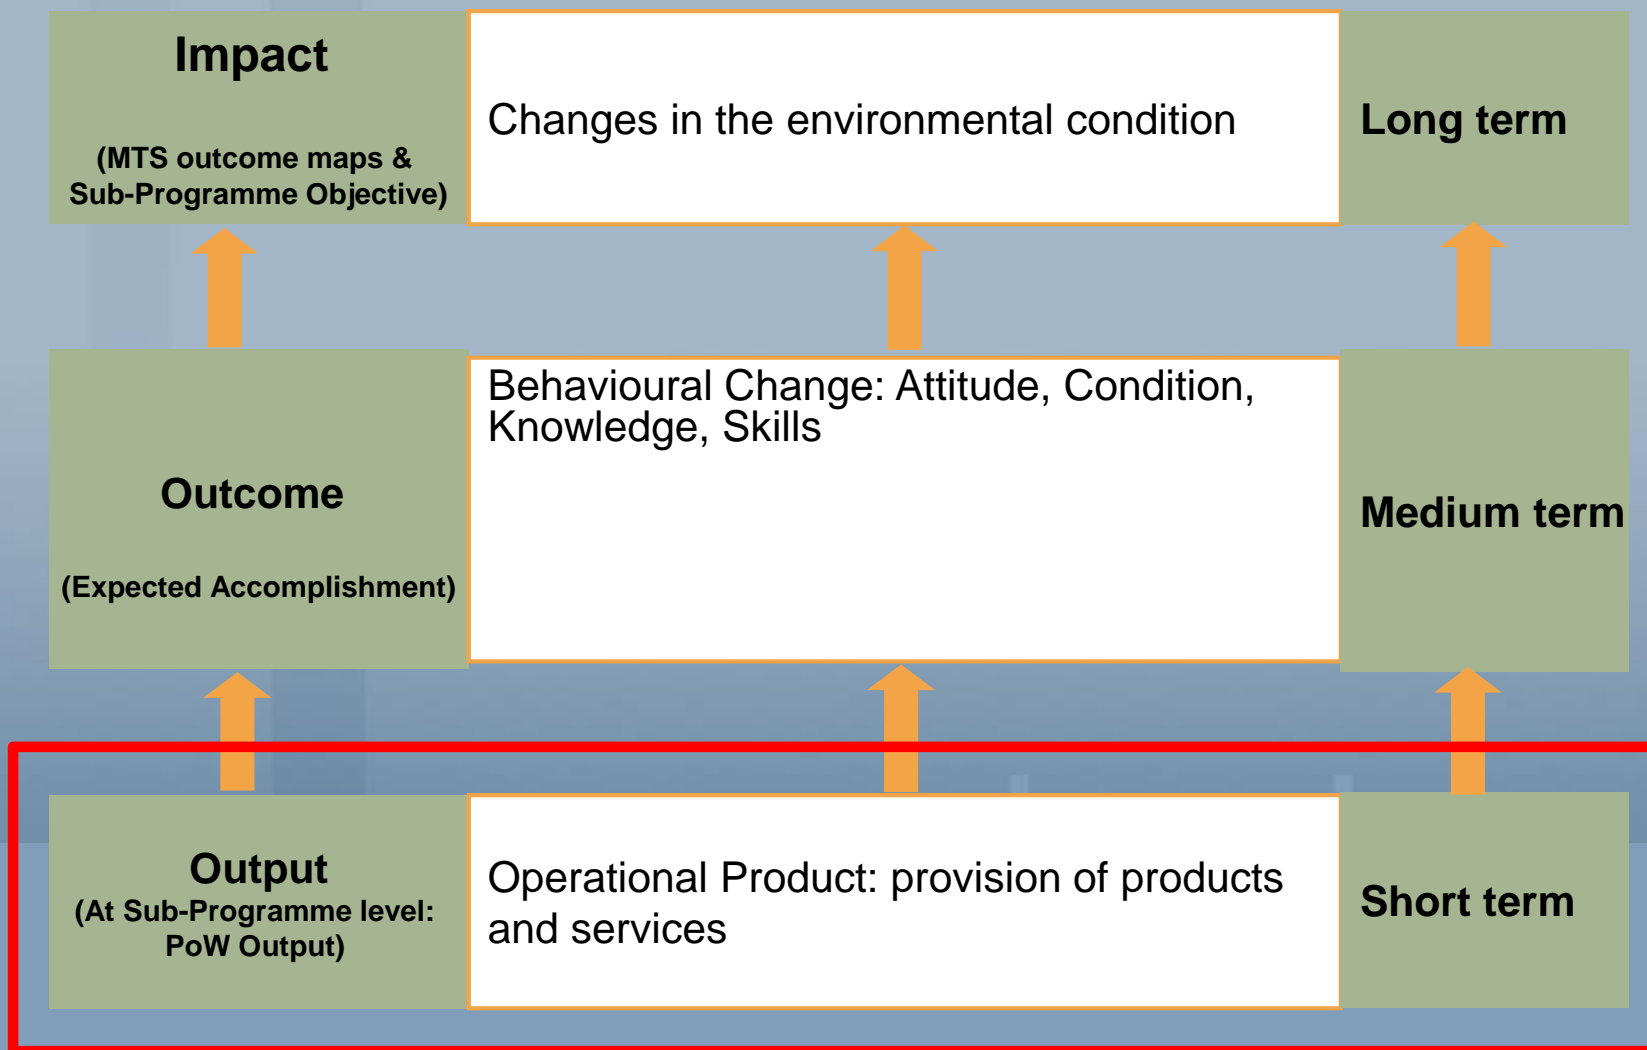 Impact
(MTS outcome maps &
Sub-Programme Objective)
Changes in the environmental condition
Long term
Outcome
(Expected Accomplishment)
Behavioural Change: Attitude, Condition,
Knowledge, Skills
Medium term
Output
(At Sub-Programme level:
PoW Output)
Operational Product: provision of products
and services
Short term